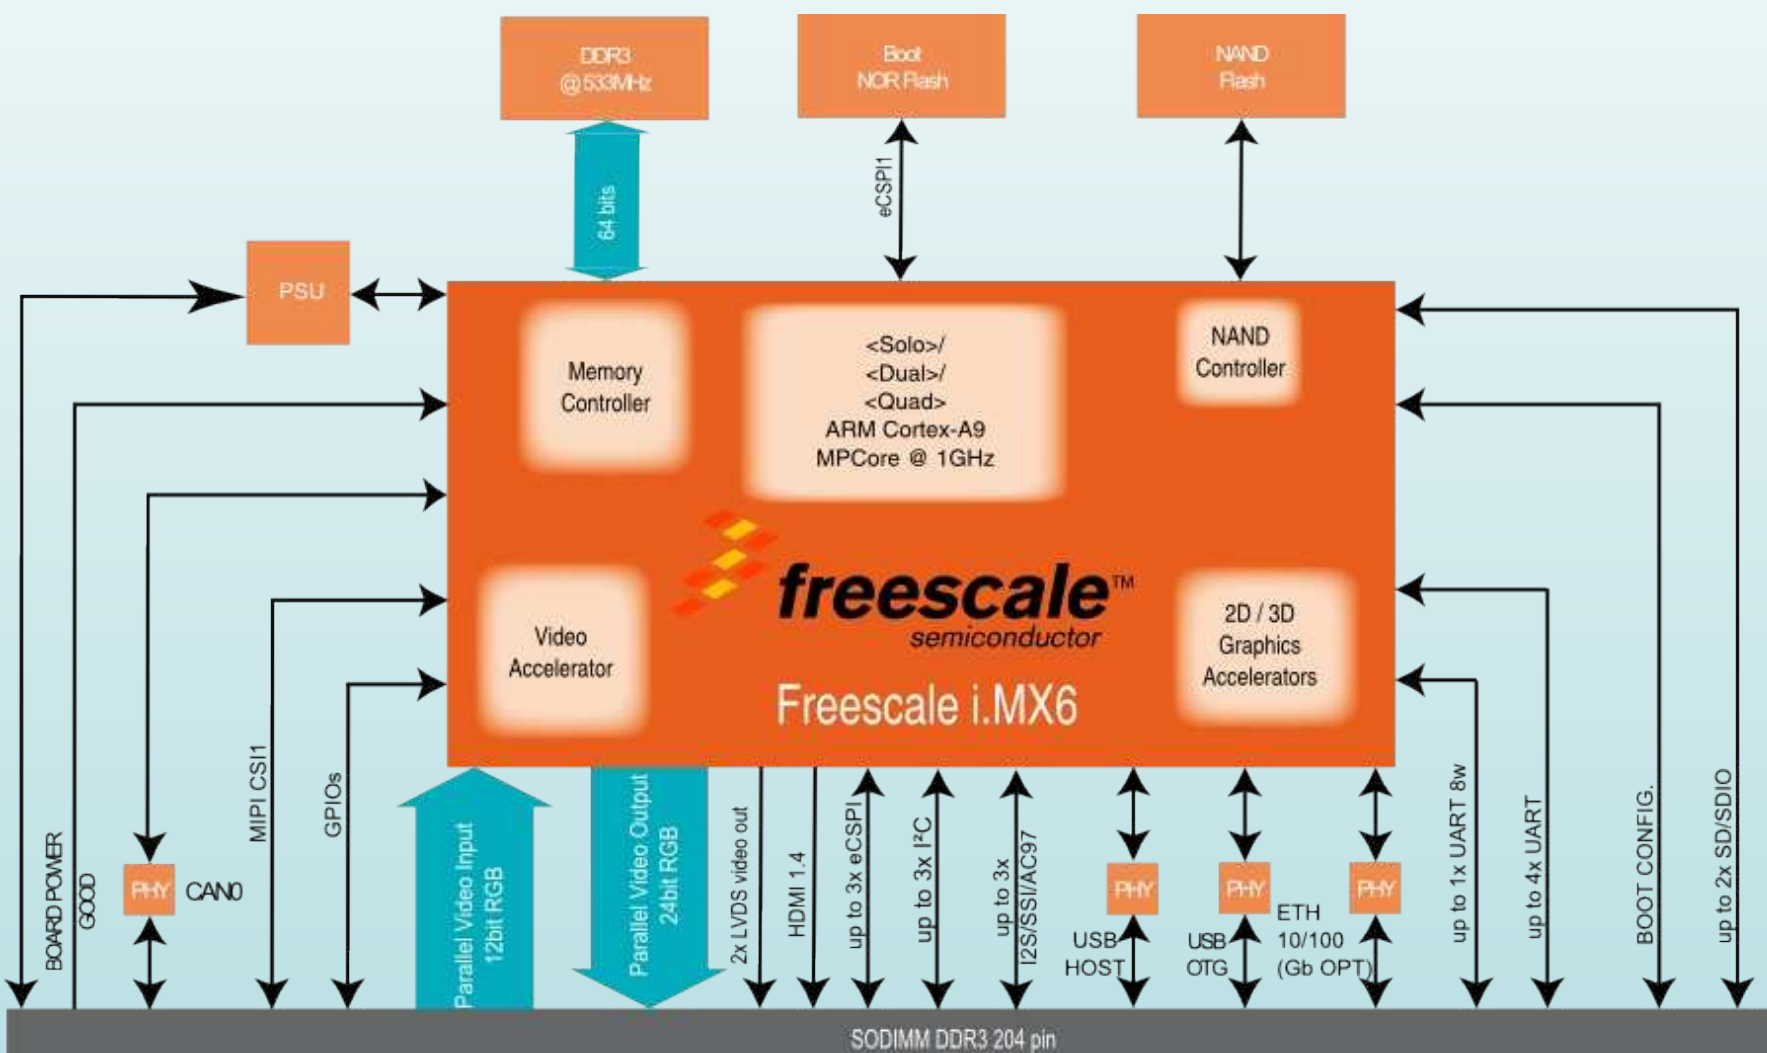 DDR3
@ 533MHz
Boot
NOR Flash
NAND
Flash
64 bits
eCSPI1
PSU
Memory
Controller
<Solo>/
<Dual>/
<Quad>
ARM Cortex-A9
MPCore @ 1GHz
NAND
Controller
freescale™
semiconductor
Freescale i.MX6
Video
Accelerator
2D / 3D
Graphics
Accelerators
BOARD POWER
GOOD
PHY
CAN0
MIPI CSI1
GPIOs
Parallel Video Input
12bit RGB
Parallel Video Output
24bit RGB
2x LVDS video out
HDMI 1.4
up to 3x eCSPI
up to 3x I²C
up to 3x
I2S/SSI/AC97
PHY
USB
HOST
PHY
USB
OTG
PHY
ETH
10/100
(Gb OPT)
up to 1x UART 8w
up to 4x UART
BOOT CONFIG.
up to 2x SD/SDIO
SODIMM DDR3 204 pin